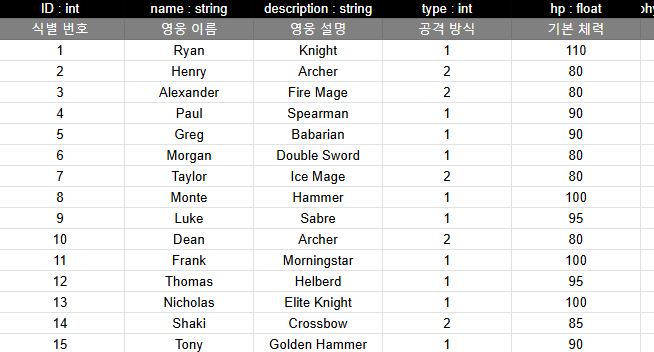 ID : int name : string description : string type : int hp : float
식별 번호 영웅 이름 영웅 설명 공격 방식 기본 체력
1 Ryan Knight 1 110
2 Henry Archer 2 80
3 Alexander Fire Mage 2 80
4 Paul Spearman 1 90
5 Greg Babarian 1 90
6 Morgan Double Sword 1 80
7 Taylor Ice Mage 2 80
8 Monte Hammer 1 100
9 Luke Sabre 1 95
10 Dean Archer 2 80
11 Frank Morningstar 1 100
12 Thomas Helberd 1 95
13 Nicholas Elite Knight 1 100
14 Shaki Crossbow 2 85
15 Tony Golden Hammer 1 90